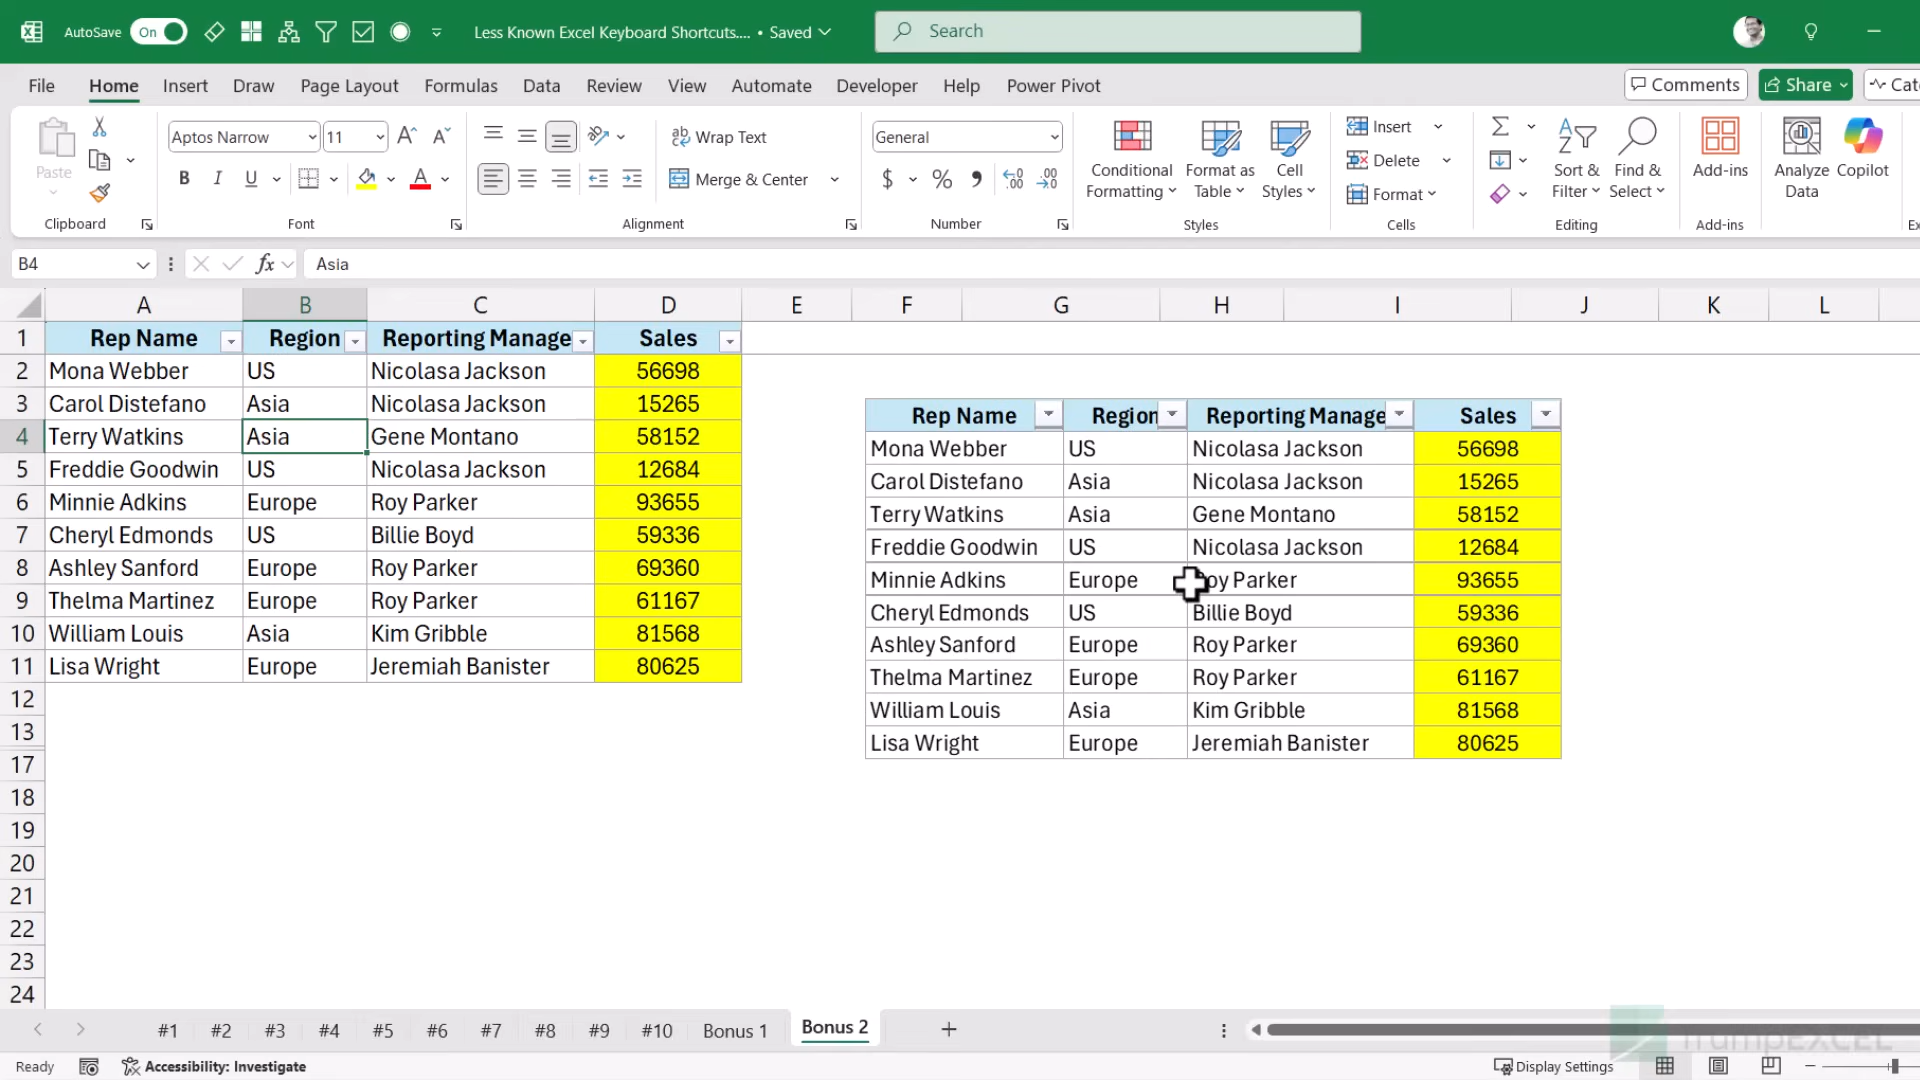 AutoSave On Less Known Excel Keyboard Shortcuts.... • Saved Search
File Home Insert Draw Page Layout Formulas Data Review View Automate Developer Help Power Pivot Comments Share
Paste
Clipboard
Aptos Narrow 11
B I U A
Font
Wrap Text
Merge & Center
Alignment
General
$ % 9
Number
Conditional Formatting
Format as Table
Cell Styles
Styles
Insert
Delete
Format
Cells
Sort & Filter
Find & Select
Editing
Add-ins
Add-ins
Analyze Data
Copilot
B4 fx Asia
A B C D E F G H I J K L
1 Rep Name Region Reporting Manage Sales
2 Mona Webber US Nicolasa Jackson 56698
3 Carol Distefano Asia Nicolasa Jackson 15265
4 Terry Watkins Asia Gene Montano 58152
5 Freddie Goodwin US Nicolasa Jackson 12684
6 Minnie Adkins Europe Roy Parker 93655
7 Cheryl Edmonds US Billie Boyd 59336
8 Ashley Sanford Europe Roy Parker 69360
9 Thelma Martinez Europe Roy Parker 61167
10 William Louis Asia Kim Gribble 81568
11 Lisa Wright Europe Jeremiah Banister 80625
12
13
17
18
19
20
21
22
23
24
Rep Name Region Reporting Manage Sales
Mona Webber US Nicolasa Jackson 56698
Carol Distefano Asia Nicolasa Jackson 15265
Terry Watkins Asia Gene Montano 58152
Freddie Goodwin US Nicolasa Jackson 12684
Minnie Adkins Europe Roy Parker 93655
Cheryl Edmonds US Billie Boyd 59336
Ashley Sanford Europe Roy Parker 69360
Thelma Martinez Europe Roy Parker 61167
William Louis Asia Kim Gribble 81568
Lisa Wright Europe Jeremiah Banister 80625
#1 #2 #3 #4 #5 #6 #7 #8 #9 #10 Bonus 1 Bonus 2
Ready Accessibility: Investigate Display Settings